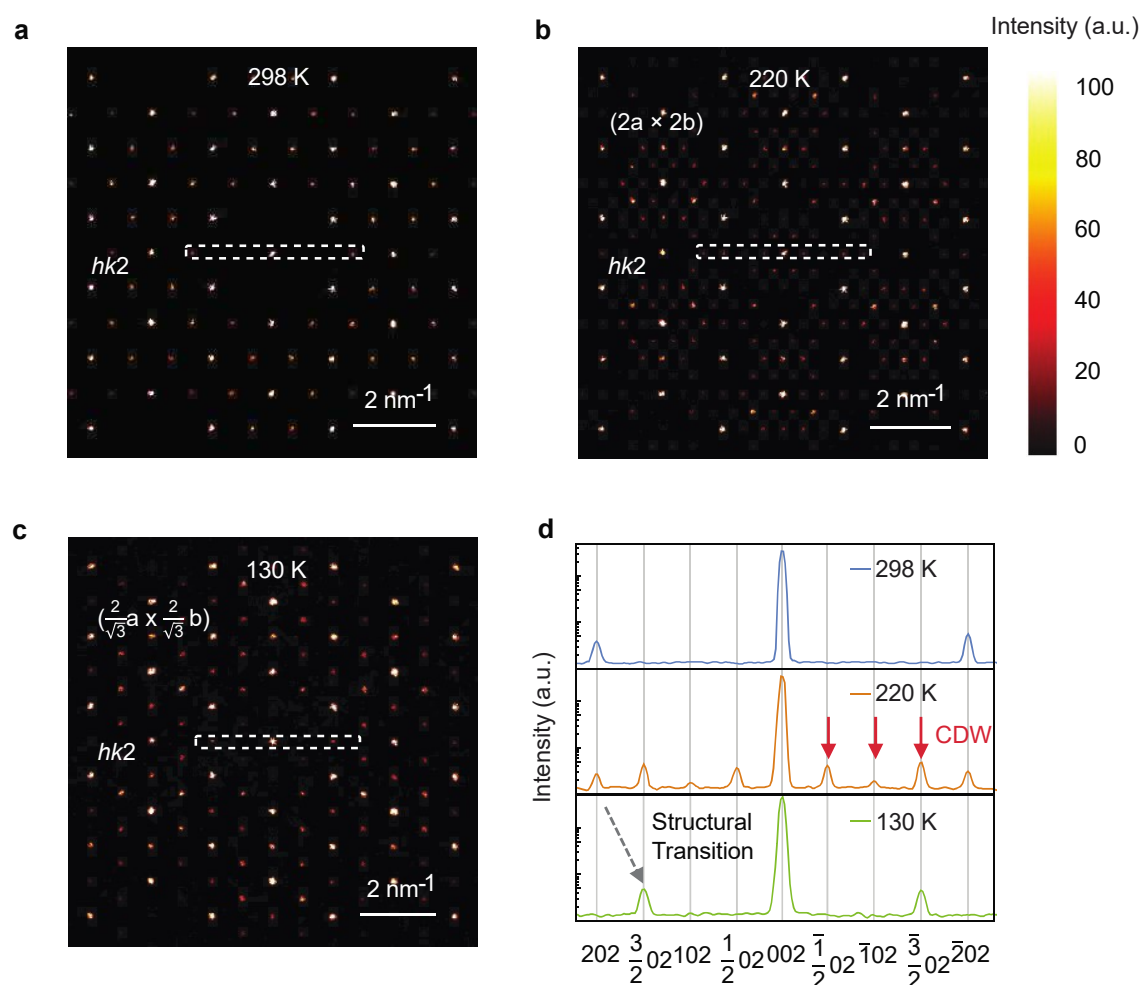 a
298 K
hk2
2 nm-1
b
220 K
(2a × 2b)
hk2
2 nm-1
Intensity (a.u.)
100
80
60
40
20
0
c
130 K
(2/√3 a x 2/√3 b)
hk2
2 nm-1
d
Intensity (a.u.)
298 K
220 K
CDW
130 K
Structural
Transition
202 3/2 02 102 1/2 02 002 1̅/2 02 1̅02 3̅/2 02 2̅02